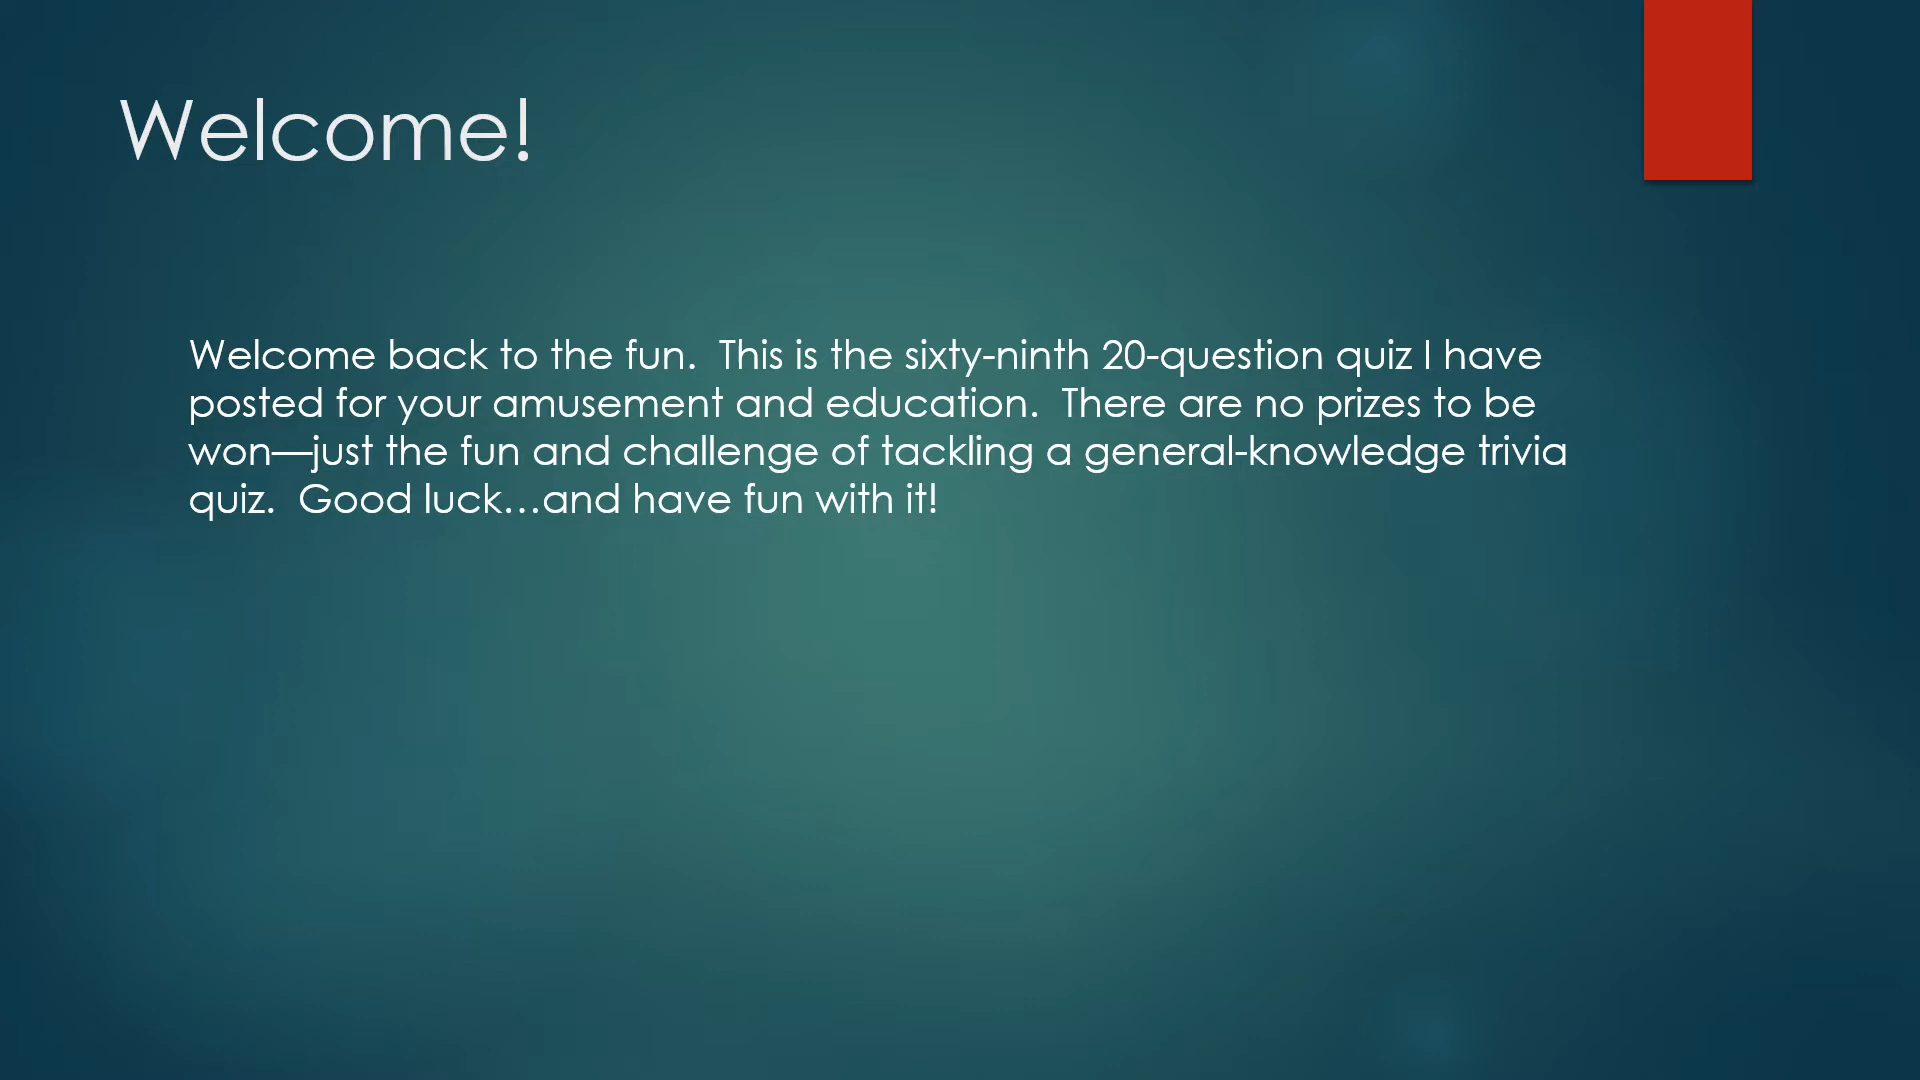 Welcome!
Welcome back to the fun.  This is the sixty-ninth 20-question quiz I have
posted for your amusement and education.  There are no prizes to be
won—just the fun and challenge of tackling a general-knowledge trivia
quiz.  Good luck…and have fun with it!